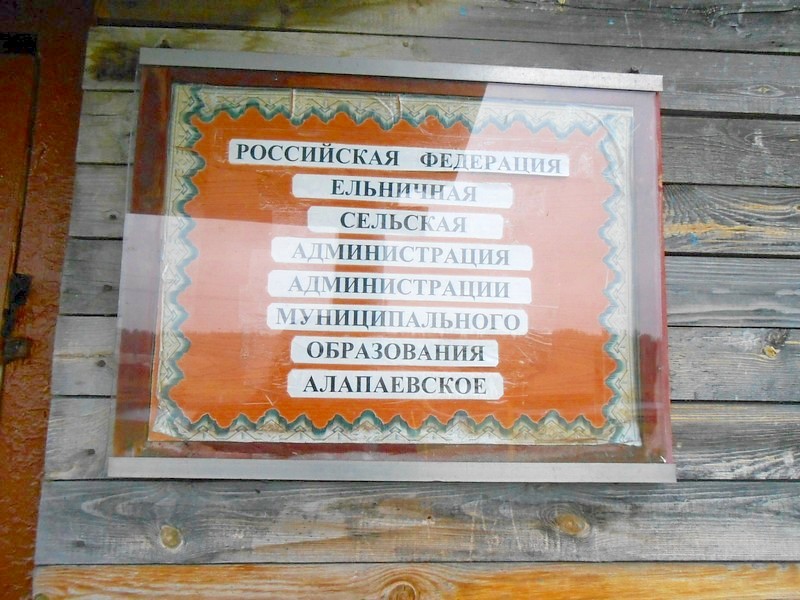 РОССИЙСКАЯ ФЕДЕРАЦИЯ
ЕЛЬНИЧНАЯ
СЕЛЬСКАЯ
АДМИНИСТРАЦИЯ
АДМИНИСТРАЦИИ
МУНИЦИПАЛЬНОГО
ОБРАЗОВАНИЯ
АЛАПАЕВСКОЕ